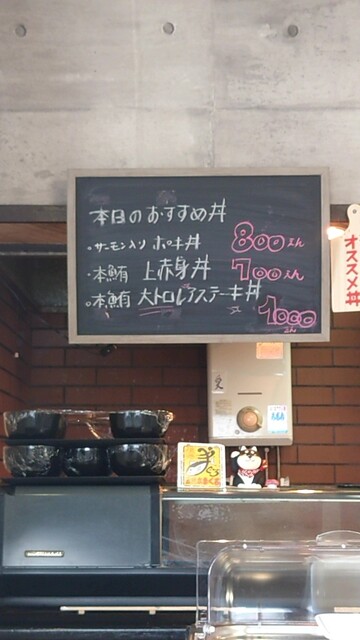 本日のおすすめ丼
・サーモン入り ポキ丼 800えん
・本鮪 上赤身丼 700えん
・本鮪 大トロレアステーキ丼
1000えん
オススメ丼